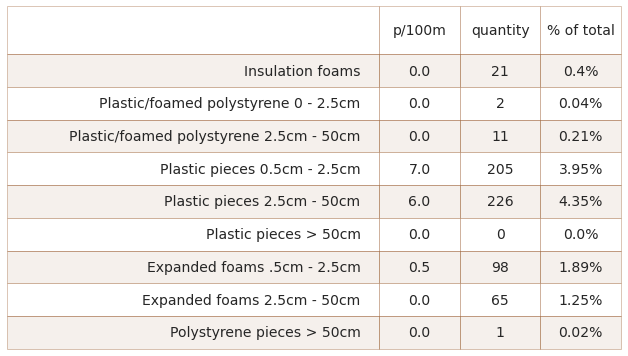 p/100m quantity % of total
Insulation foams 0.0 21 0.4%
Plastic/foamed polystyrene 0 - 2.5cm 0.0 2 0.04%
Plastic/foamed polystyrene 2.5cm - 50cm 0.0 11 0.21%
Plastic pieces 0.5cm - 2.5cm 7.0 205 3.95%
Plastic pieces 2.5cm - 50cm 6.0 226 4.35%
Plastic pieces > 50cm 0.0 0 0.0%
Expanded foams .5cm - 2.5cm 0.5 98 1.89%
Expanded foams 2.5cm - 50cm 0.0 65 1.25%
Polystyrene pieces > 50cm 0.0 1 0.02%